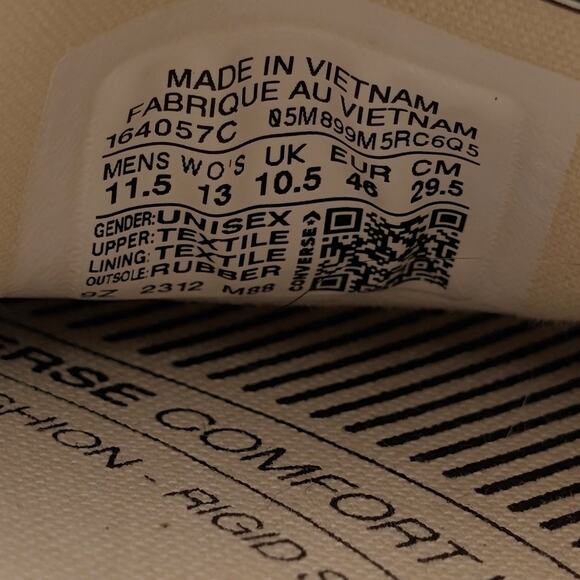 MADE IN VIETNAM
FABRIQUE AU VIETNAM
164057C 05M899M5RC6Q5
MENS WO'S UK EUR CM
11.5 13 10.5 46 29.5
GENDER: UNISEX
UPPER: TEXTILE
LINING: TEXTILE
OUTSOLE: RUBBER
CONVERSE
9Z 2312 M88
ERSE COMFORT
SHION - RIGID S